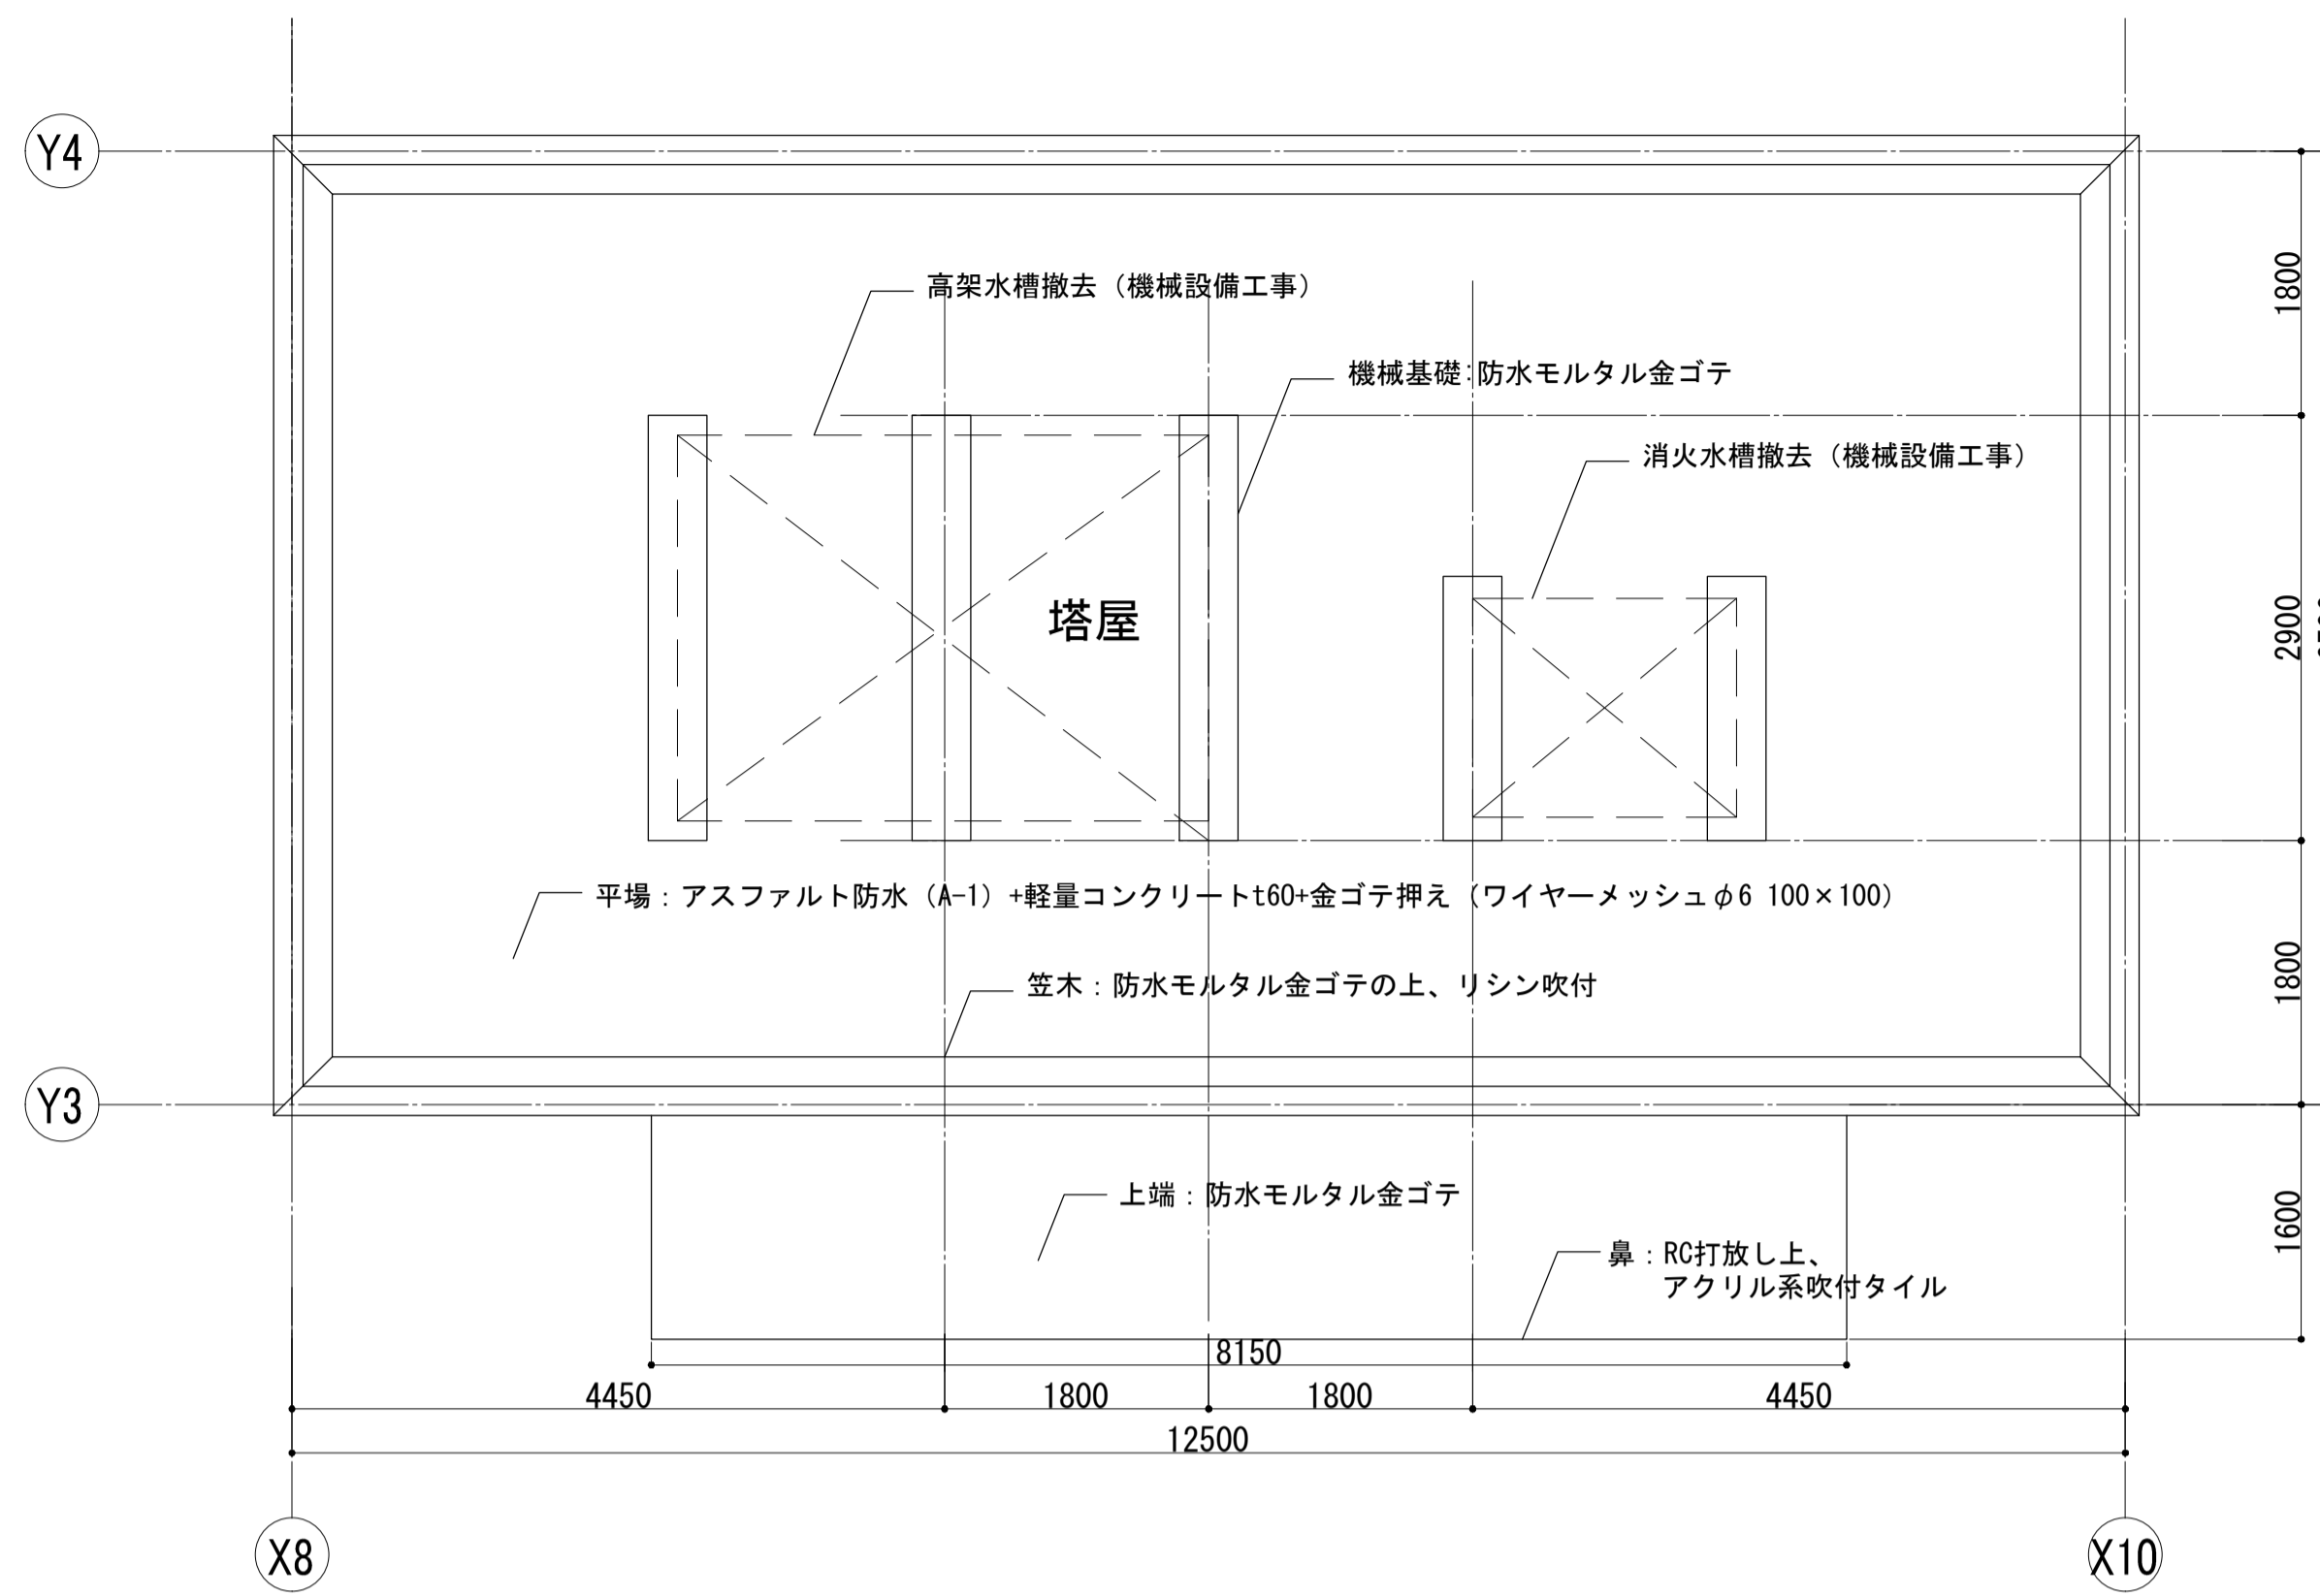 Y4
1800
高架水槽撤去（機械設備工事）
機械基礎:防水モルタル金ゴテ
消火水槽撤去（機械設備工事）
塔屋
2900
平場：アスファルト防水（A-1）+軽量コンクリートt60+金ゴテ押え（ワイヤーメッシュφ6 100×100）
笠木：防水モルタル金ゴテの上、リシン吹付
1800
Y3
上端：防水モルタル金ゴテ
1600
鼻：RC打放し上、
アクリル系吹付タイル
8150
4450
1800
1800
4450
12500
X8
X10